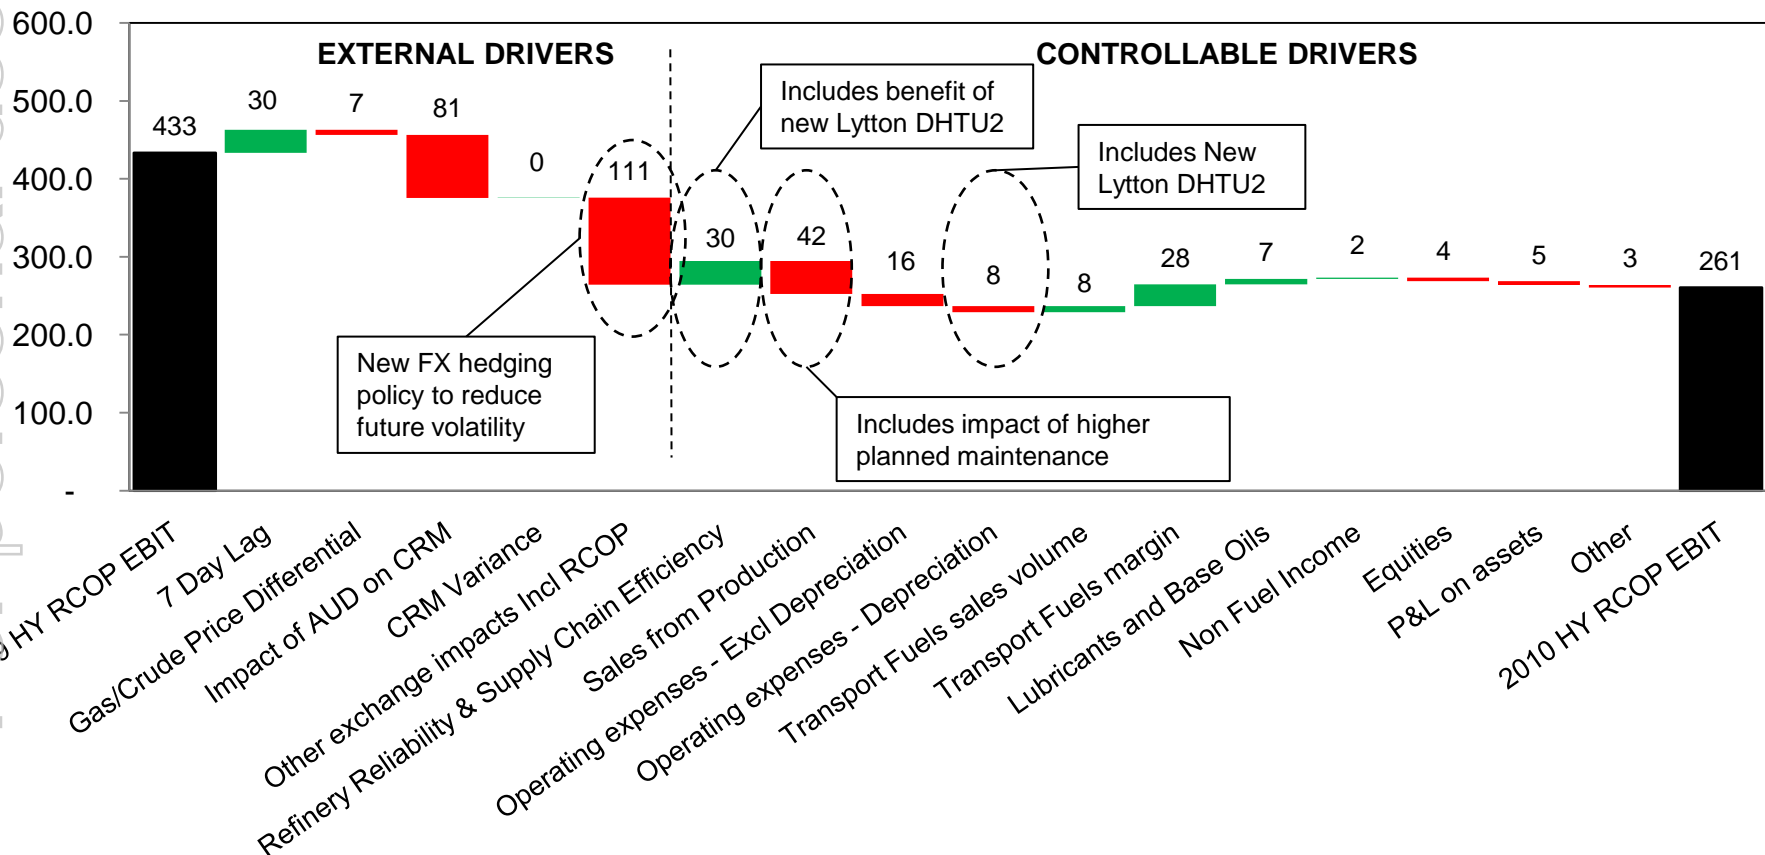 600.0
500.0
400.0
300.0
200.0
100.0
-
EXTERNAL DRIVERS
CONTROLLABLE DRIVERS
433
30
7
81
0
111
30
42
16
8
8
28
7
2
4
5
3
261
Includes benefit of
new Lytton DHTU2
Includes New
Lytton DHTU2
New FX hedging
policy to reduce
future volatility
Includes impact of higher
planned maintenance
HY RCOP EBIT
7 Day Lag
Gas/Crude Price Differential
Impact of AUD on CRM
CRM Variance
Other exchange impacts Incl RCOP
Refinery Reliability & Supply Chain Efficiency
Sales from Production
Operating expenses - Excl Depreciation
Operating expenses - Depreciation
Transport Fuels sales volume
Transport Fuels margin
Lubricants and Base Oils
Non Fuel Income
Equities
P&L on assets
Other
2010 HY RCOP EBIT